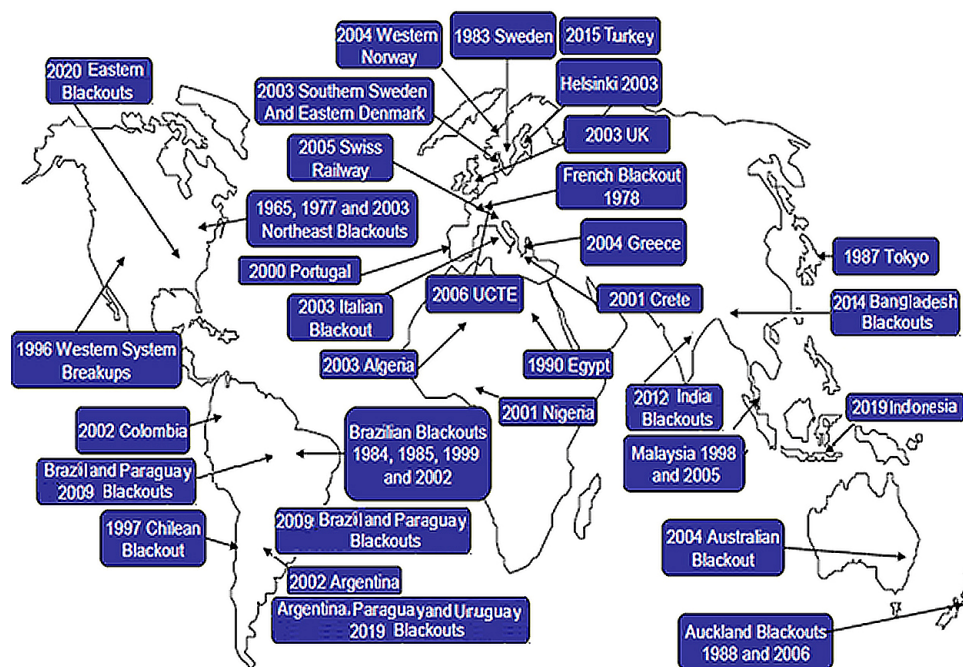 2004 Western
Norway
1983 Sweden
2015 Turkey
2020 Eastern
Blackouts
2003 Southern Sweden
And Eastern Denmark
Helsinki 2003
2003 UK
2005 Swiss
Railway
French Blackout
1978
1965, 1977 and 2003
Northeast Blackouts
2004 Greece
1987 Tokyo
2000 Portugal
2003 Italian
Blackout
2006 UCTE
2001 Crete
2014 Bangladesh
Blackouts
1996 Western System
Breakups
2003 Algeria
1990 Egypt
2001 Nigeria
2012 India
Blackouts
2019 Indonesia
2002 Colombia
Brazilian Blackouts
1984, 1985, 1999
and 2002
Malaysia 1998
and 2005
Brazil and Paraguay
2009 Blackouts
1997 Chilean
Blackout
2009: Brazil and Paraguay
Blackouts
2004 Australian
Blackout
2002 Argentina
Argentina, Paraguay and Uruguay
2019 Blackouts
Auckland Blackouts
1988 and 2006